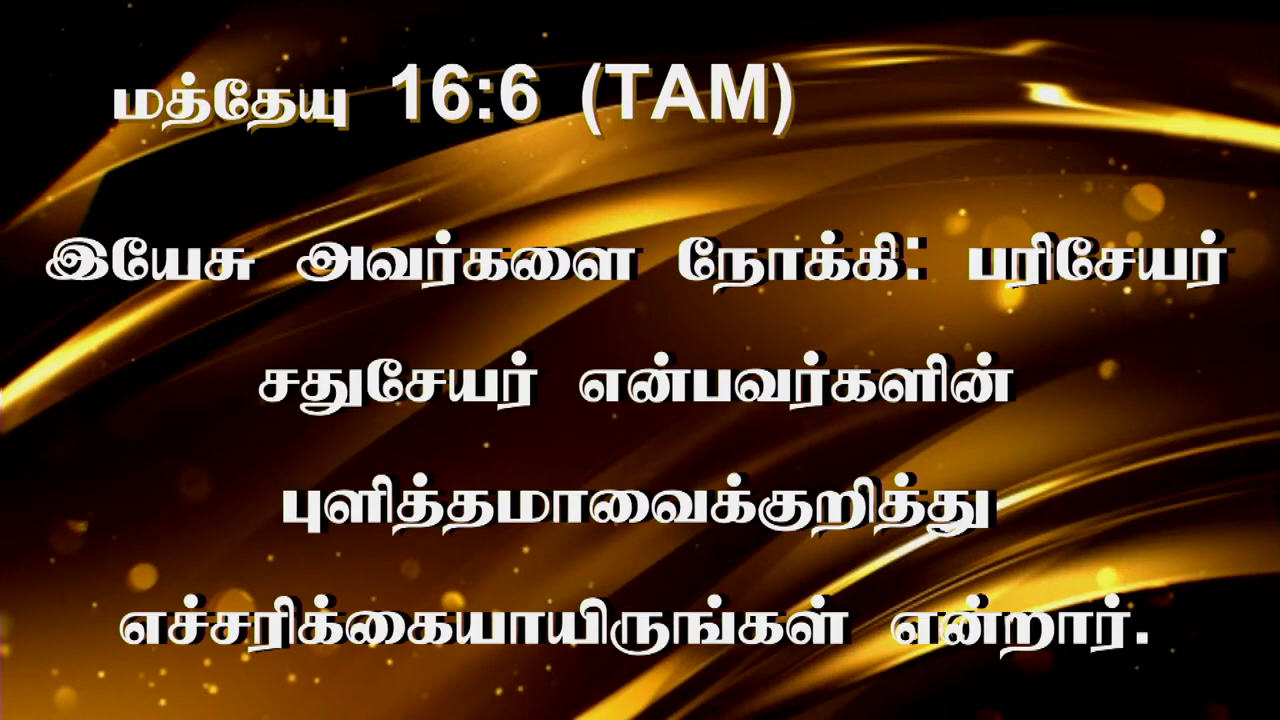 மத்தேயு 16:6 (TAM)
இயேசு அவர்களை நோக்கி: பரிசேயர்
சதுசேயர் என்பவர்களின்
புளித்தமாவைக்குறித்து
எச்சரிக்கையாயிருங்கள் என்றார்.